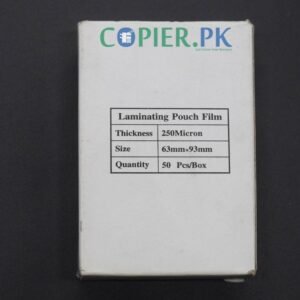 COPIER.PK
Laminating Pouch Film
Thickness 250Micron
Size 63mm×93mm
Quantity 50 Pcs/Box